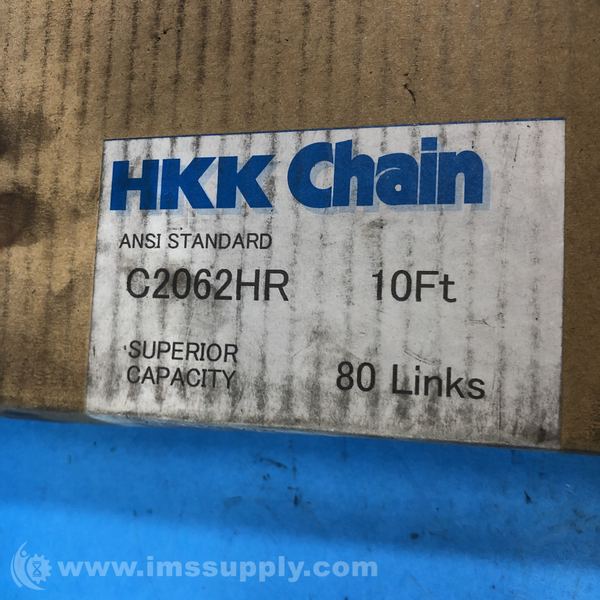 HKK Chain
ANSI STANDARD
C2062HR 10Ft
SUPERIOR
CAPACITY
80 Links
www.imssupply.com